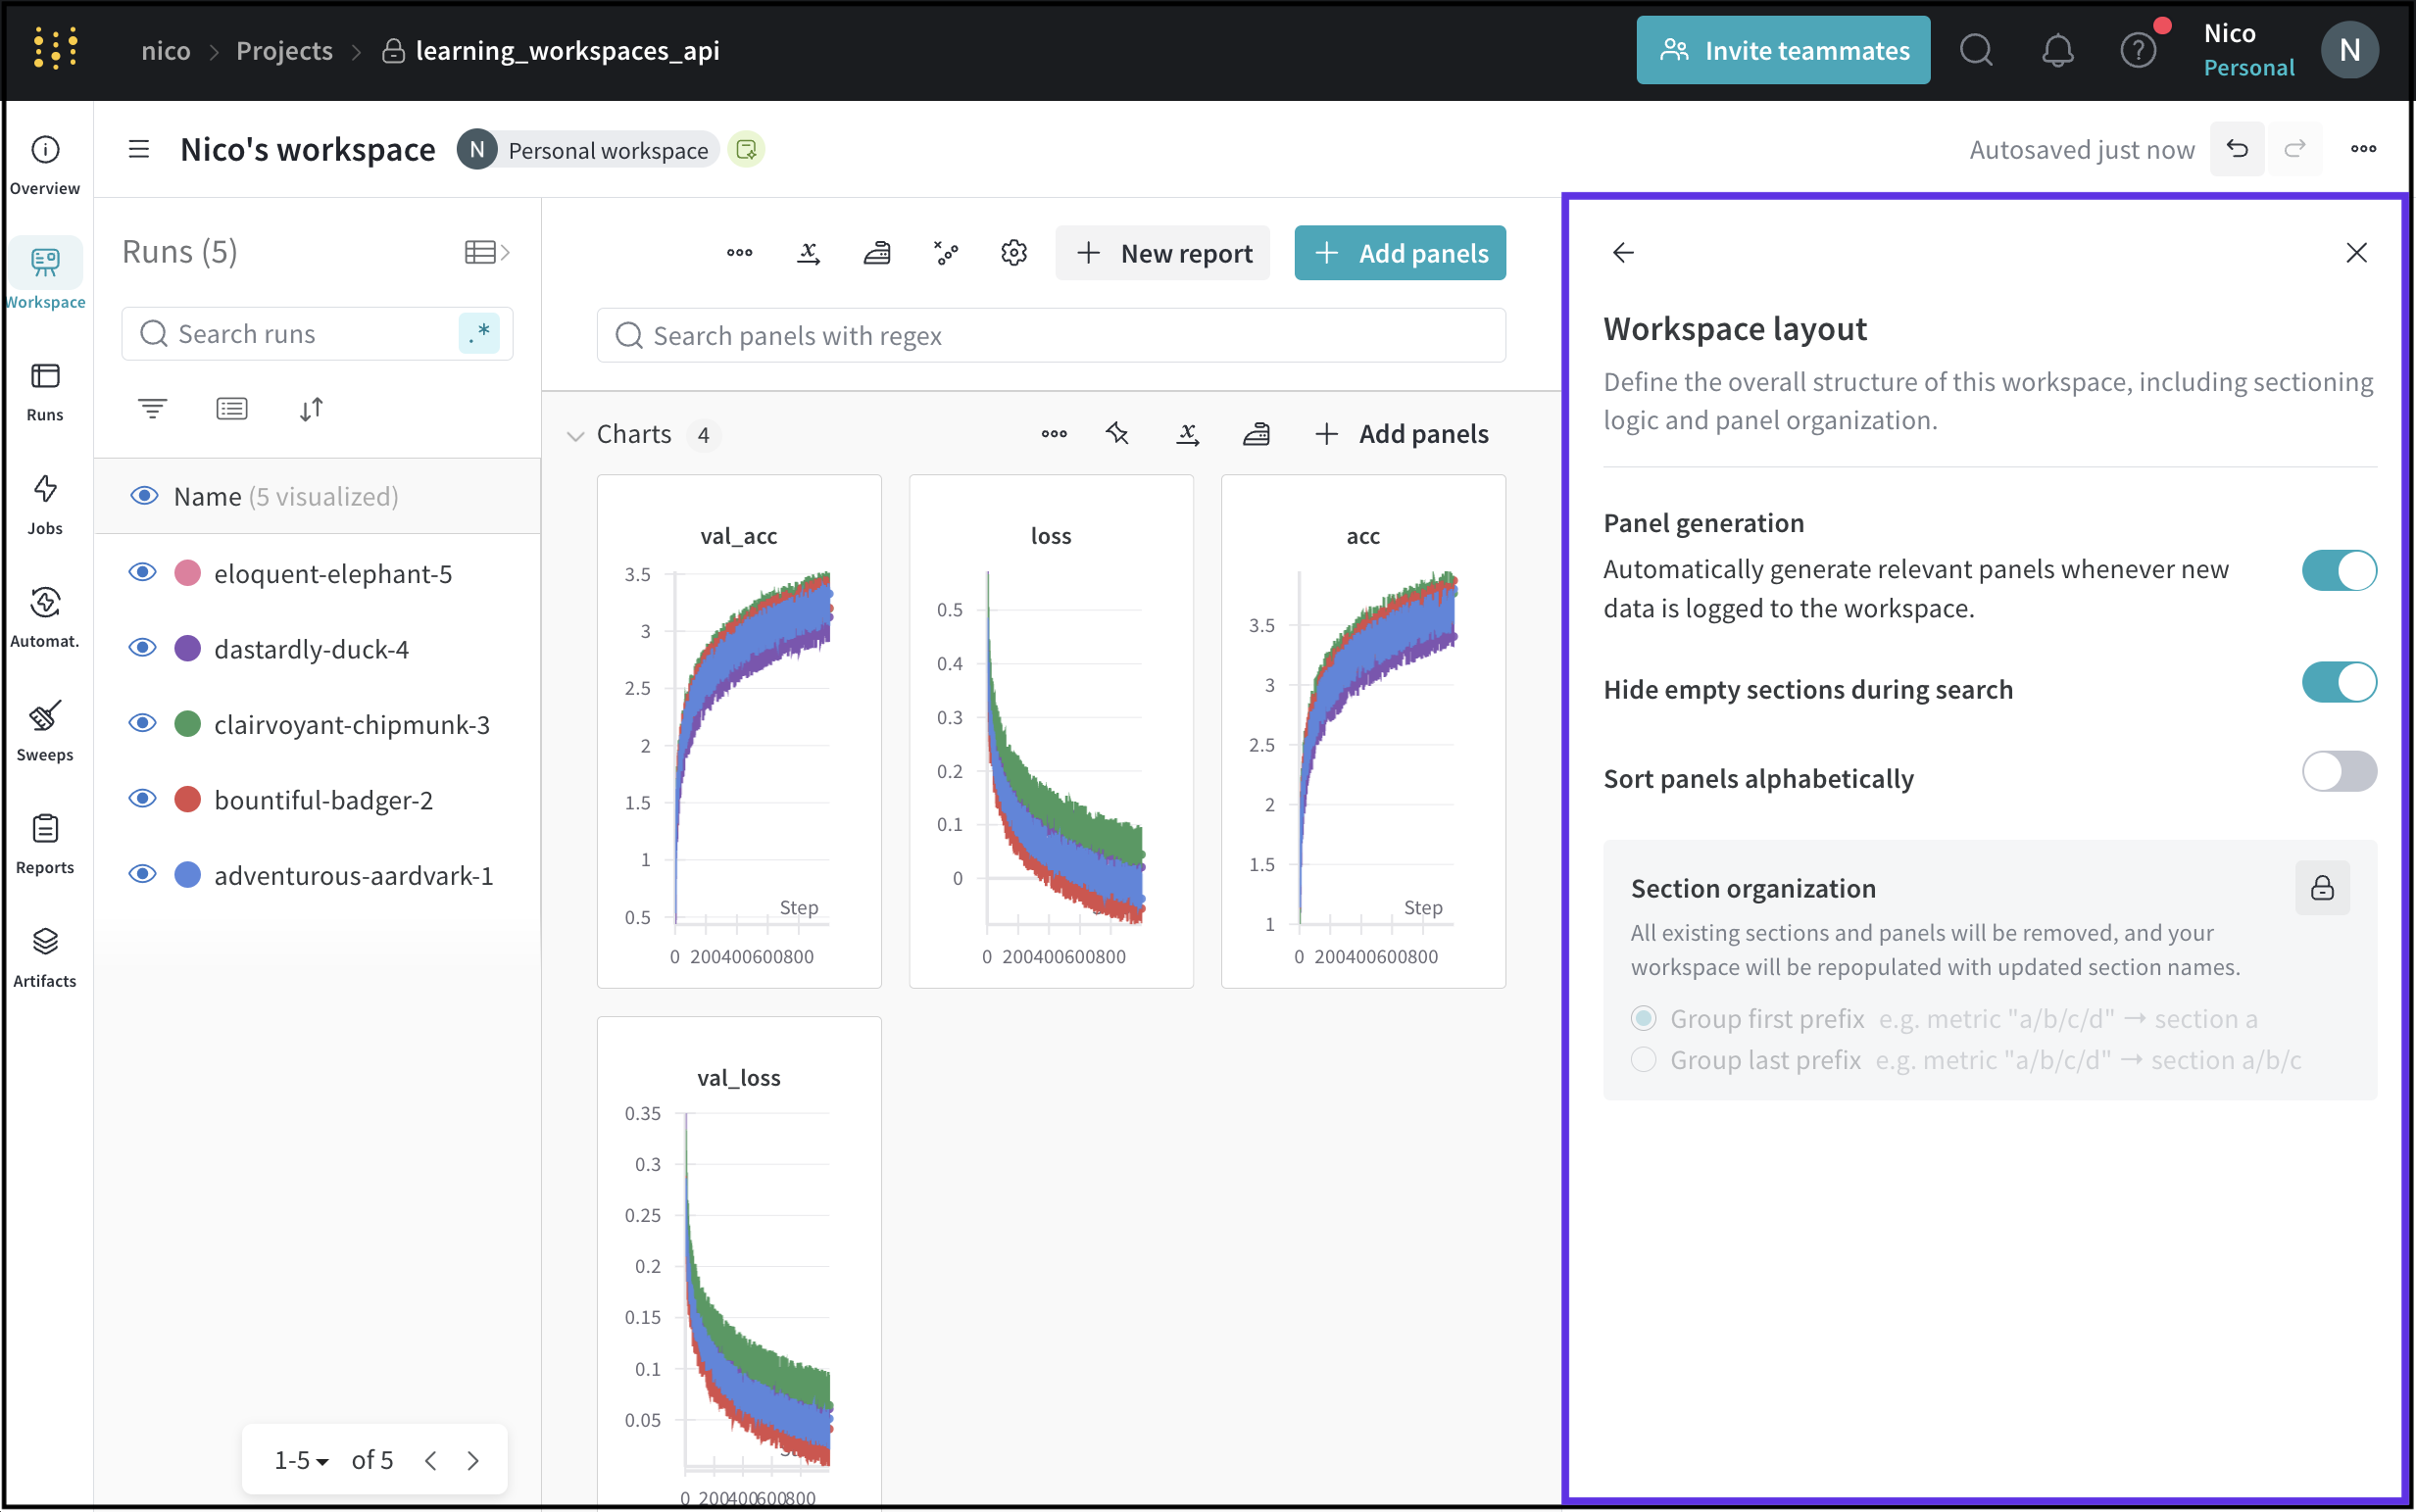 nico
Projects
learning_workspaces_api
Invite teammates
Nico
Personal
N
Nico's workspace
N
Personal workspace
Autosaved just now
Overview
Workspace
Runs
Jobs
Automat.
Sweeps
Reports
Artifacts
Runs (5)
Search runs
.*
Name (5 visualized)
eloquent-elephant-5
dastardly-duck-4
clairvoyant-chipmunk-3
bountiful-badger-2
adventurous-aardvark-1
1-5 of 5
New report
Add panels
Search panels with regex
Charts 4
Add panels
val_acc
3.5
3
2.5
2
1.5
1
0.5
Step
0 200400600800
loss
0.5
0.4
0.3
0.2
0.1
0
0 200400600800
acc
3.5
3
2.5
2
1.5
1
Step
0 200400600800
val_loss
0.35
0.3
0.25
0.2
0.15
0.1
0.05
0 200400600800
Workspace layout
Define the overall structure of this workspace, including sectioning
logic and panel organization.
Panel generation
Automatically generate relevant panels whenever new
data is logged to the workspace.
Hide empty sections during search
Sort panels alphabetically
Section organization
All existing sections and panels will be removed, and your
workspace will be repopulated with updated section names.
Group first prefix e.g. metric "a/b/c/d" → section a
Group last prefix e.g. metric "a/b/c/d" → section a/b/c